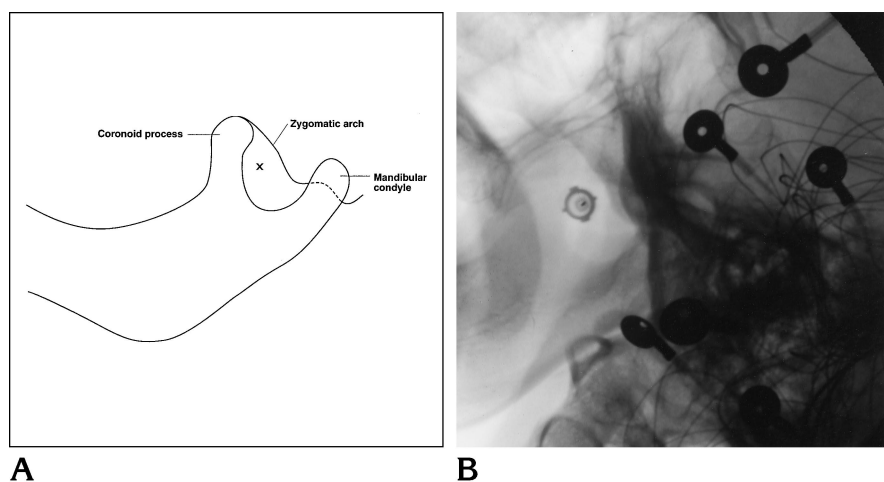 Coronoid process
Zygomatic arch
x
Mandibular
condyle
A
B